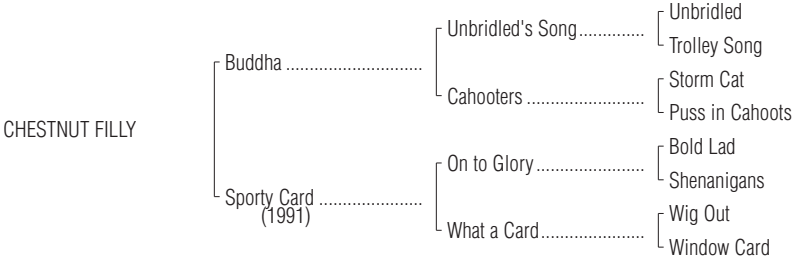 Unbridled
Unbridled's Song..............
Trolley Song
Buddha .............................
Storm Cat
Cahooters .........................
Puss in Cahoots
CHESTNUT FILLY
Bold Lad
On to Glory.......................
Shenanigans
Sporty Card ......................
(1991)
Wig Out
What a Card......................
Window Card